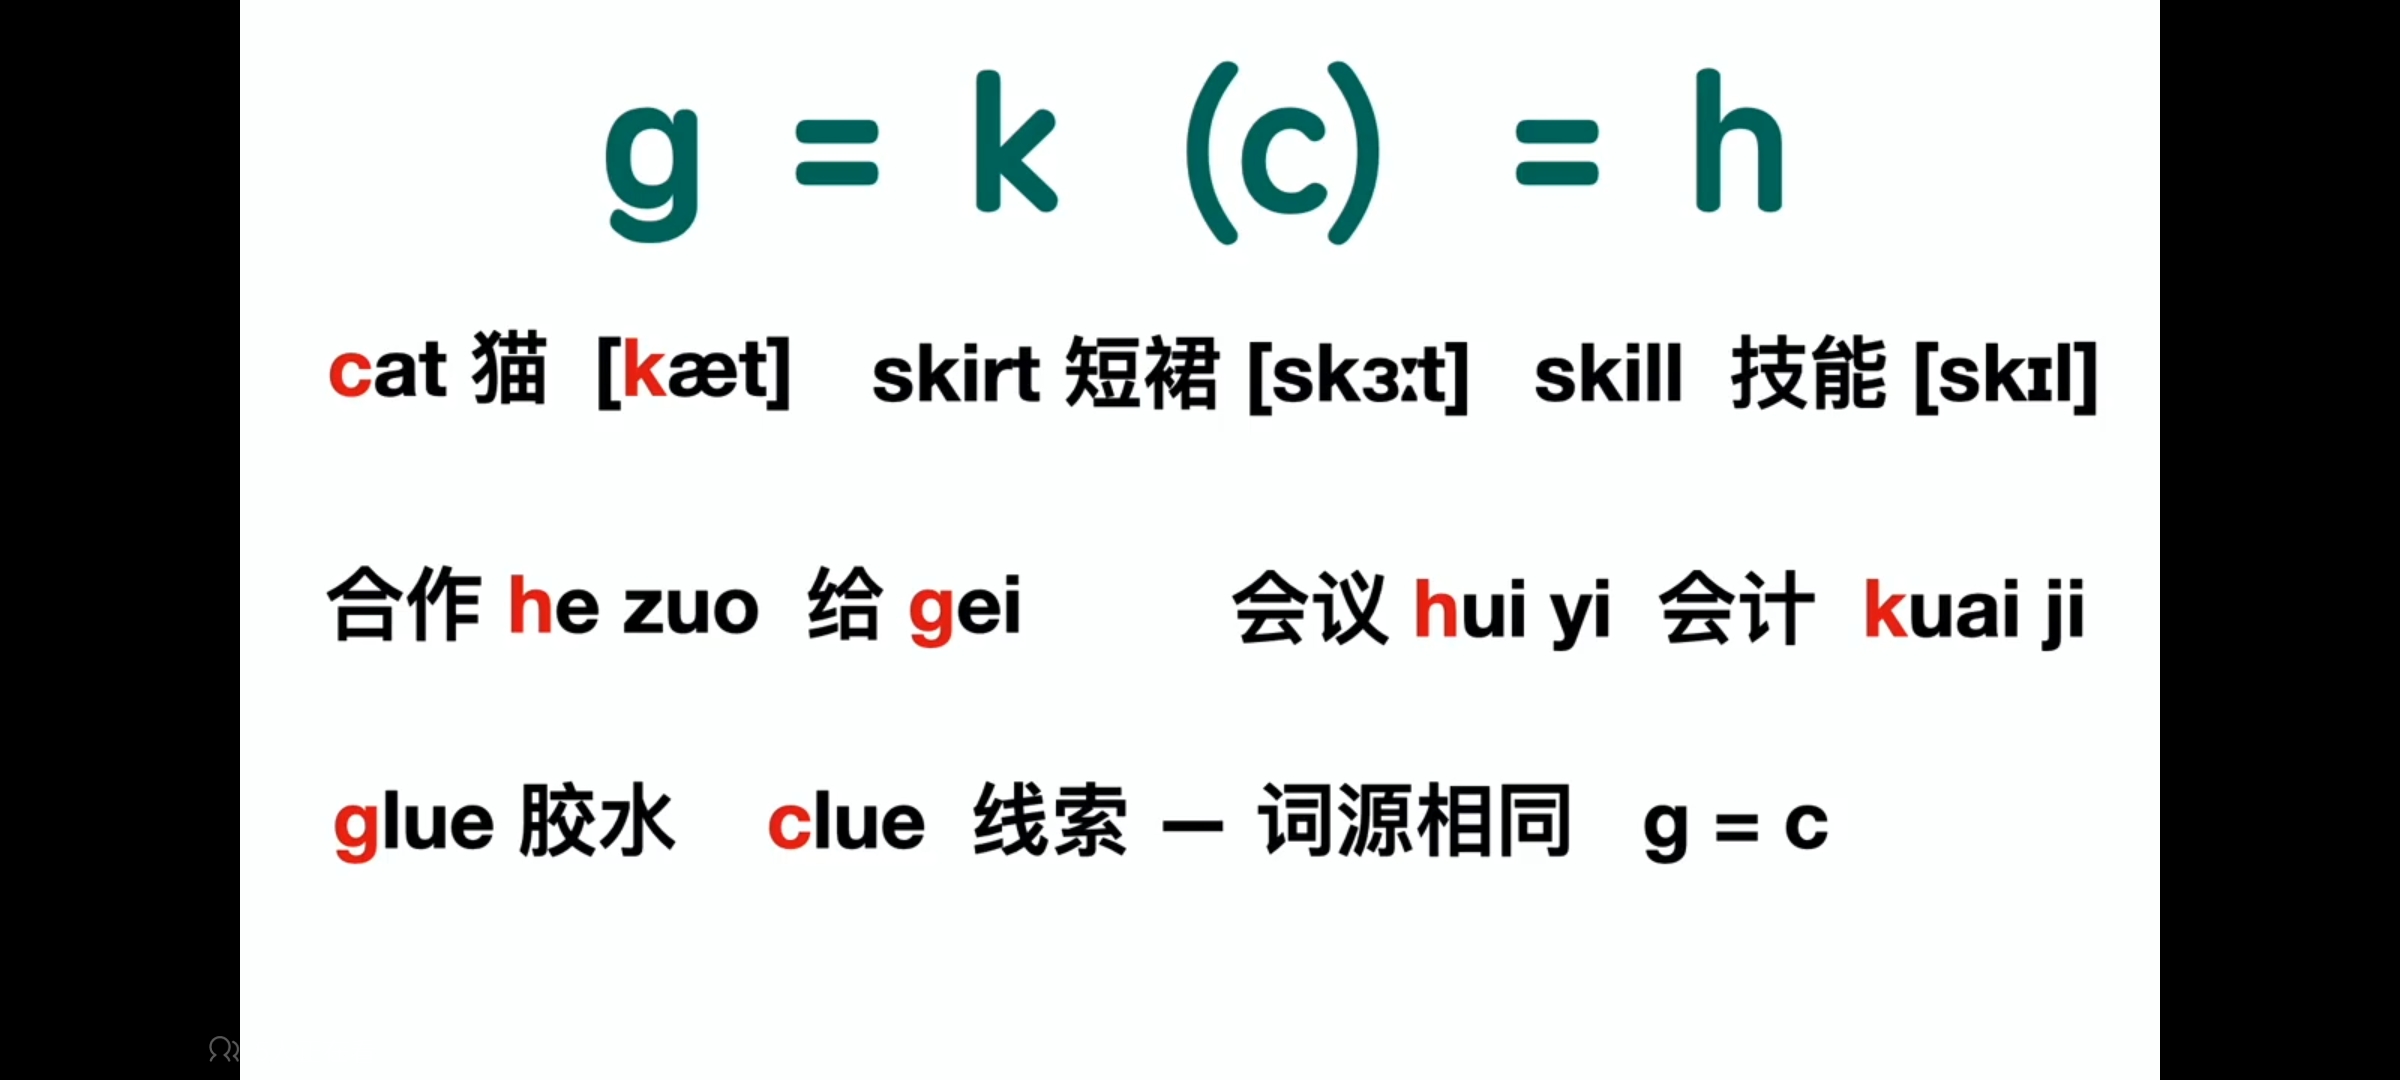 g = k (c) = h
cat 猫 [kæt] skirt 短裙 [skɜːt] skill 技能 [skɪl]
合作 he zuo 给 gei 会议 hui yi 会计 kuai ji
glue 胶水 clue 线索 — 词源相同 g = c